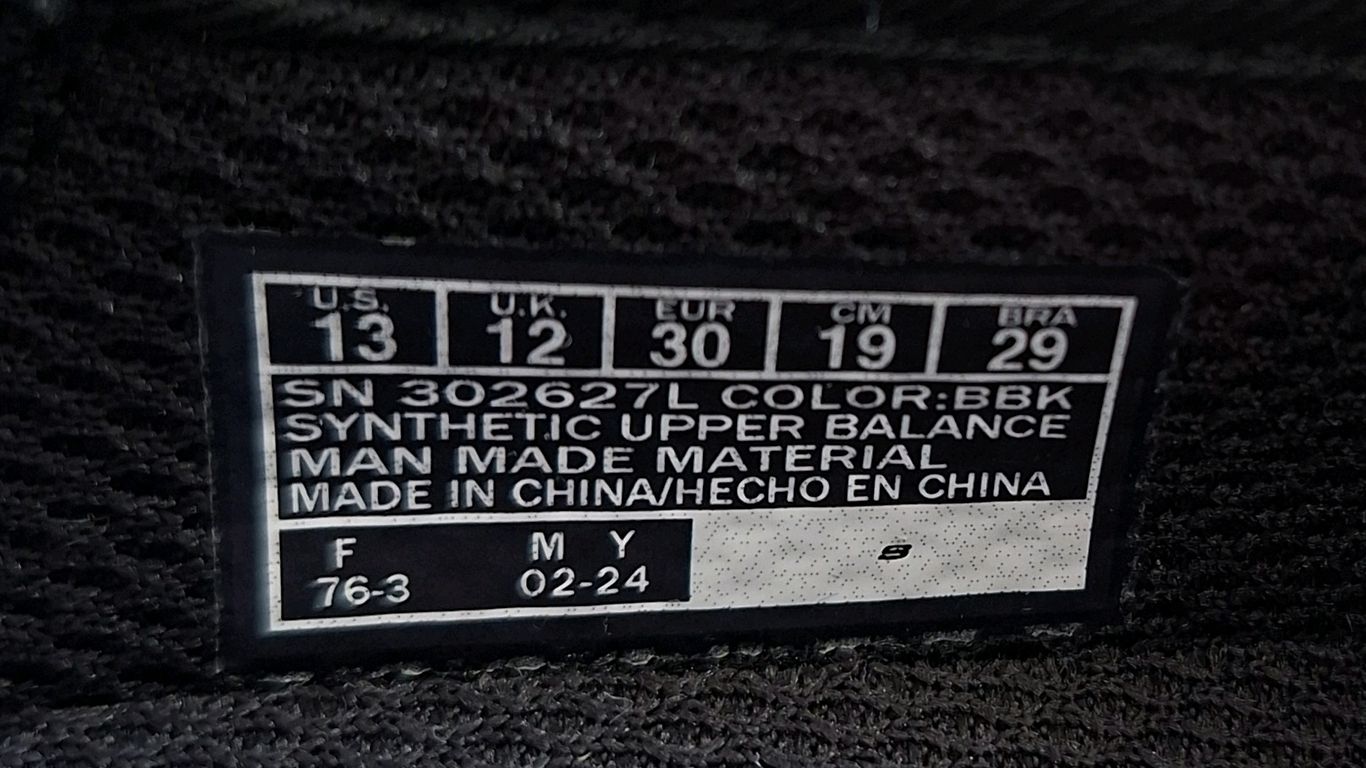 U.S. U.K. EUR CM BRA
13 12 30 19 29
SN 302627L COLOR:BBK
SYNTHETIC UPPER BALANCE
MAN MADE MATERIAL
MADE IN CHINA/HECHO EN CHINA
F M Y
76-3 02-24
S